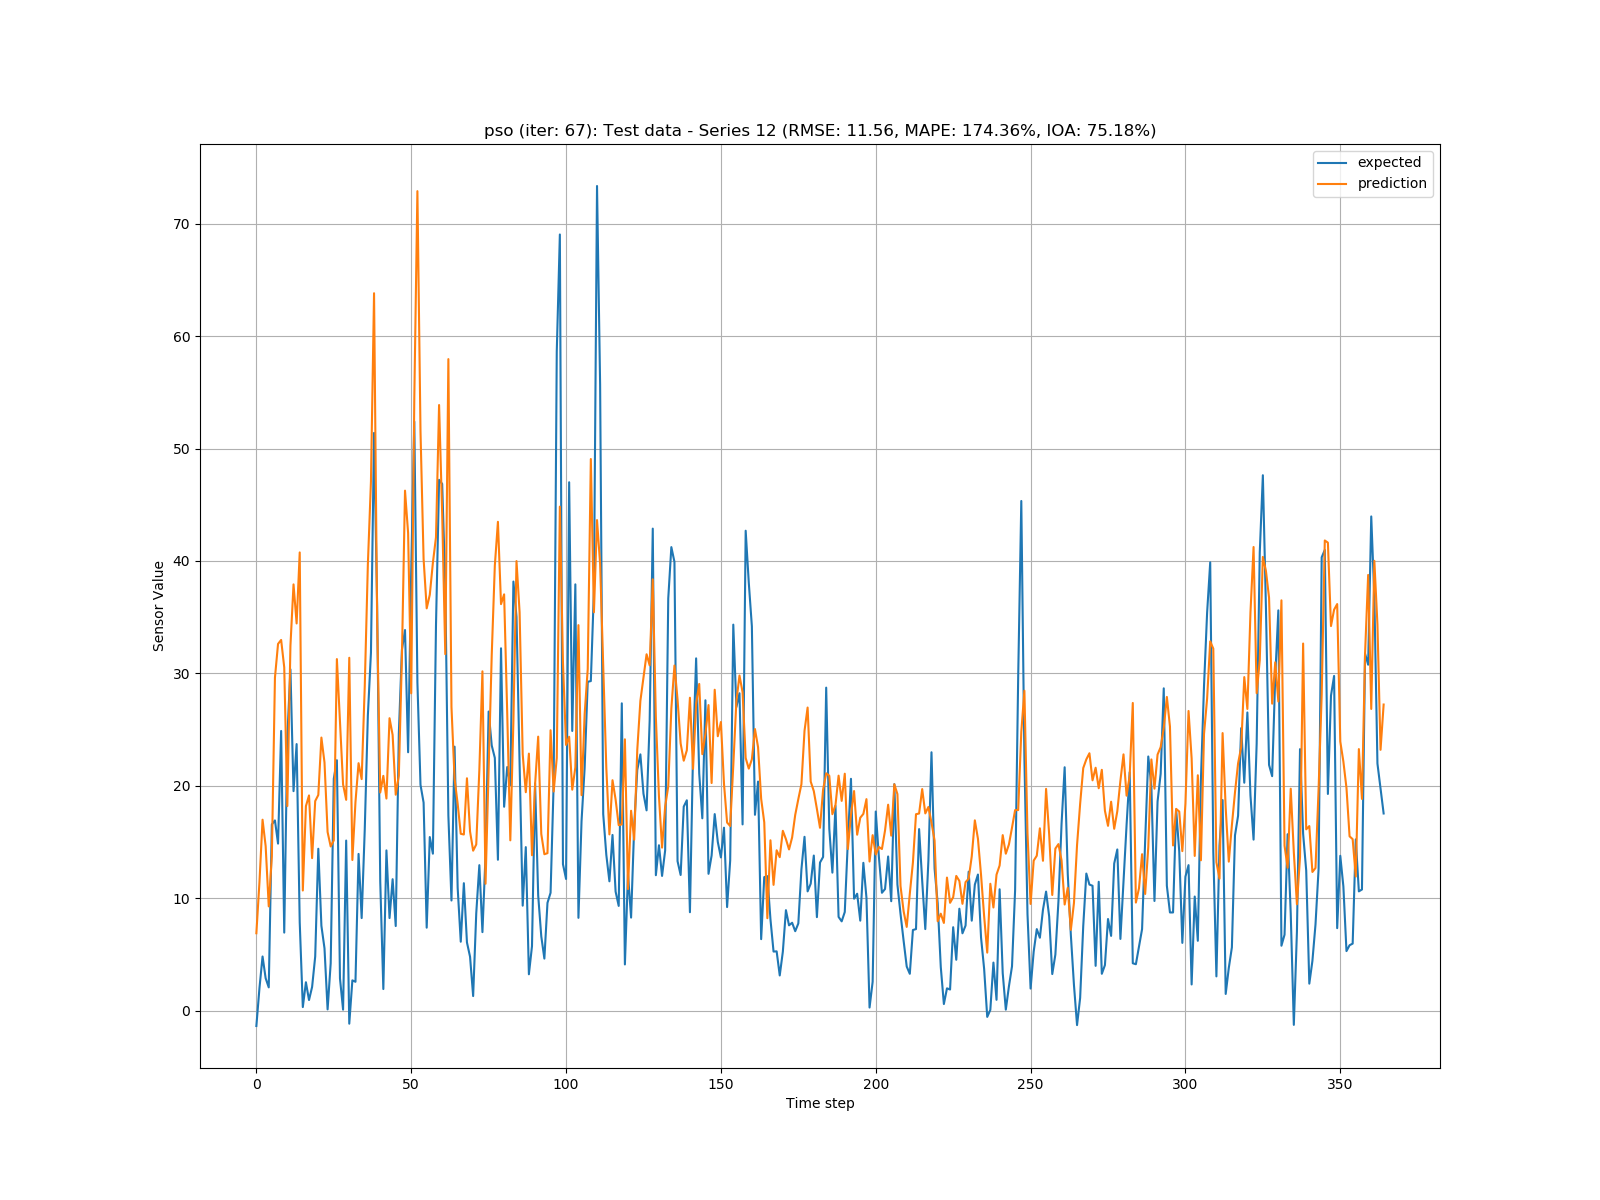 pso (iter: 67): Test data - Series 12 (RMSE: 11.56, MAPE: 174.36%, IOA: 75.18%)
expected
prediction
70
60
50
40
30
20
10
0
Sensor Value
0 50 100 150 200 250 300 350
Time step